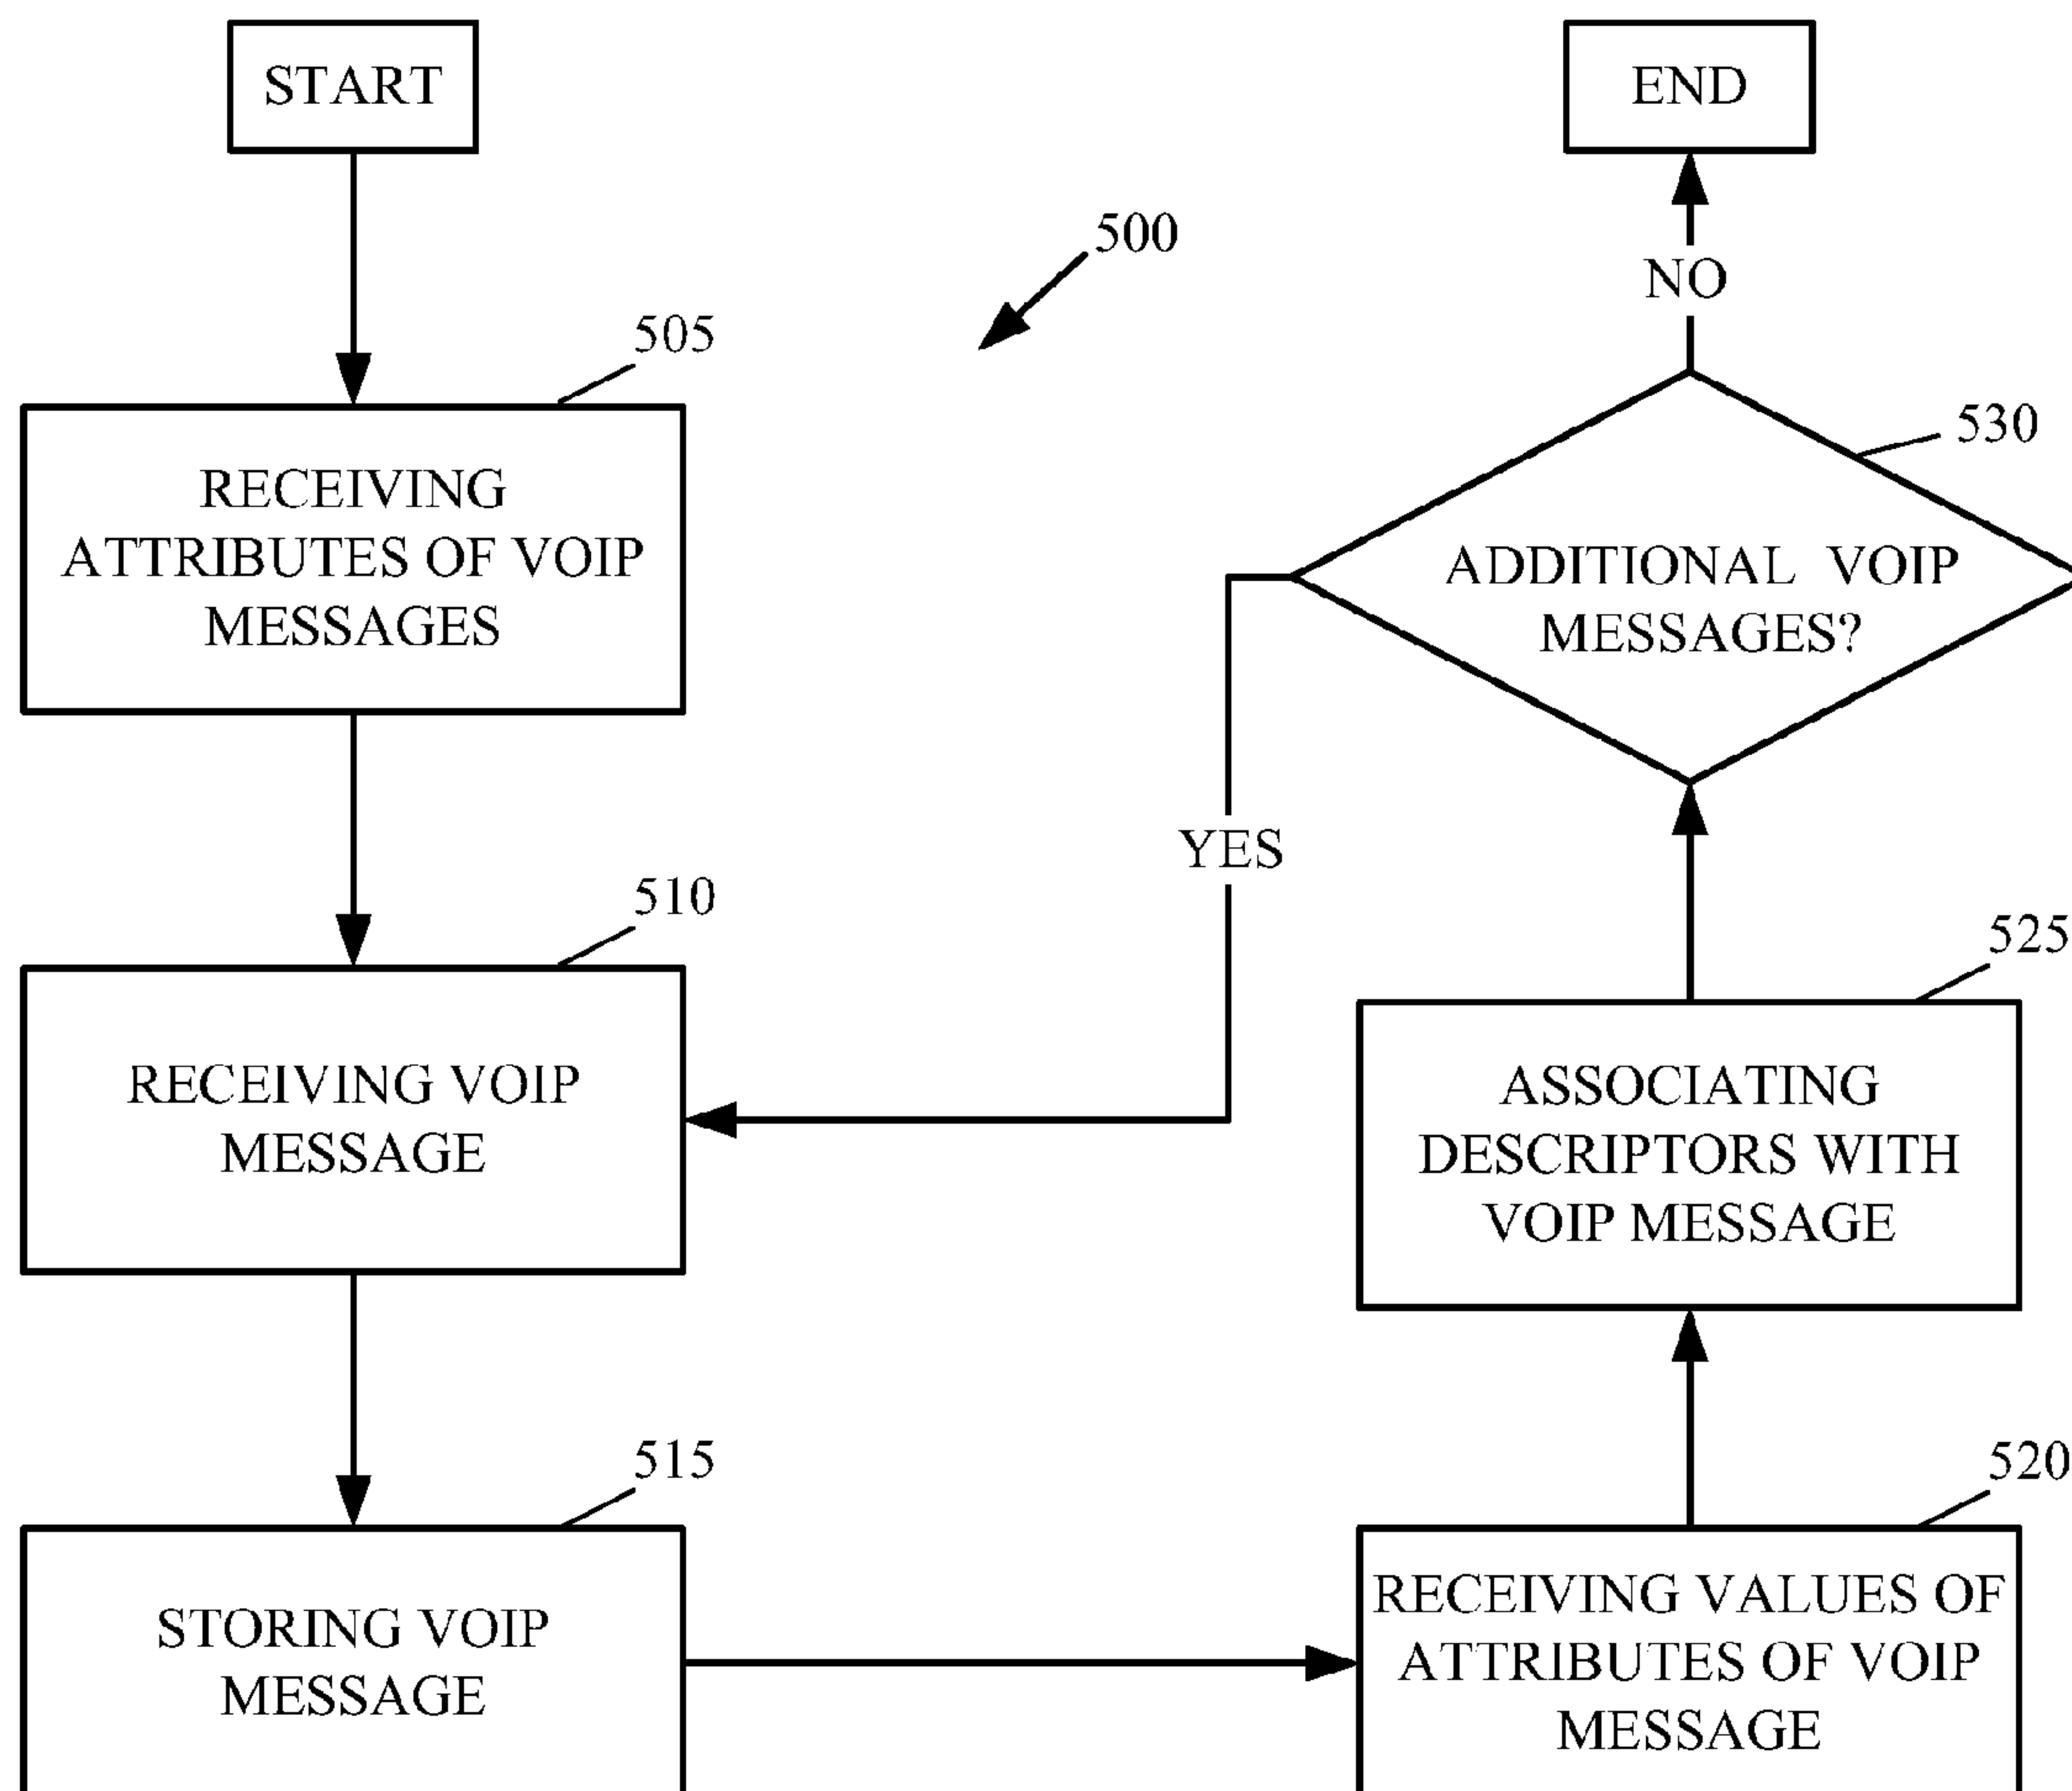 START
END
500
NO
505
530
RECEIVING
ATTRIBUTES OF VOIP
MESSAGES
ADDITIONAL VOIP
MESSAGES?
YES
510
525
RECEIVING VOIP
MESSAGE
ASSOCIATING
DESCRIPTORS WITH
VOIP MESSAGE
515
520
STORING VOIP
MESSAGE
RECEIVING VALUES OF
ATTRIBUTES OF VOIP
MESSAGE